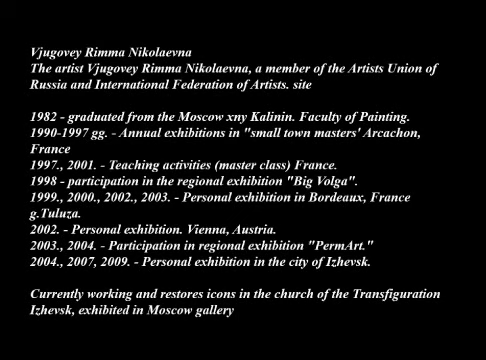 Vjugovey Rimma Nikolaevna
The artist Vjugovey Rimma Nikolaevna, a member of the Artists Union of
Russia and International Federation of Artists. site
1982 - graduated from the Moscow xny Kalinin. Faculty of Painting.
1990-1997 gg. - Annual exhibitions in "small town masters' Arcachon,
France
1997., 2001. - Teaching activities (master class) France.
1998 - participation in the regional exhibition "Big Volga".
1999., 2000., 2002., 2003. - Personal exhibition in Bordeaux, France
g.Tuluza.
2002. - Personal exhibition. Vienna, Austria.
2003., 2004. - Participation in regional exhibition "PermArt."
2004., 2007, 2009. - Personal exhibition in the city of Izhevsk.
Currently working and restores icons in the church of the Transfiguration
Izhevsk, exhibited in Moscow gallery